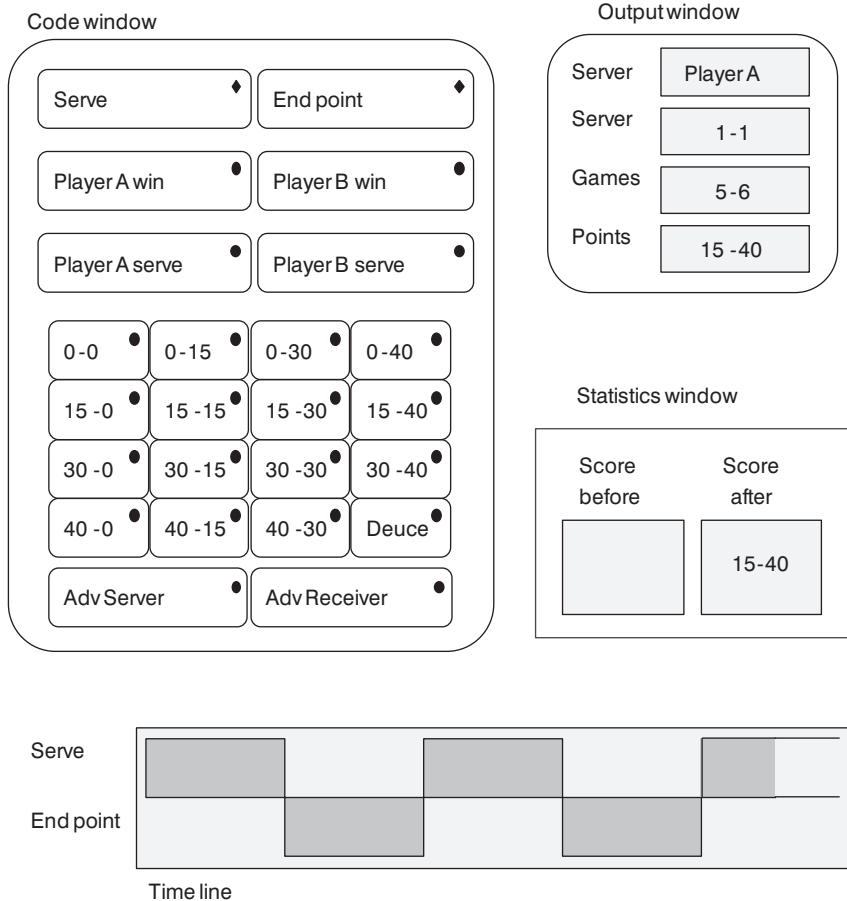 Code window
Serve
End point
Player A win
Player B win
Player A serve
Player B serve
0-0
0-15
0-30
0-40
15-0
15-15
15-30
15-40
30-0
30-15
30-30
30-40
40-0
40-15
40-30
Deuce
Adv Server
Adv Receiver
Output window
Server
Player A
Server
1-1
Games
5-6
Points
15-40
Statistics window
Score before
Score after
15-40
Serve
End point
Time line